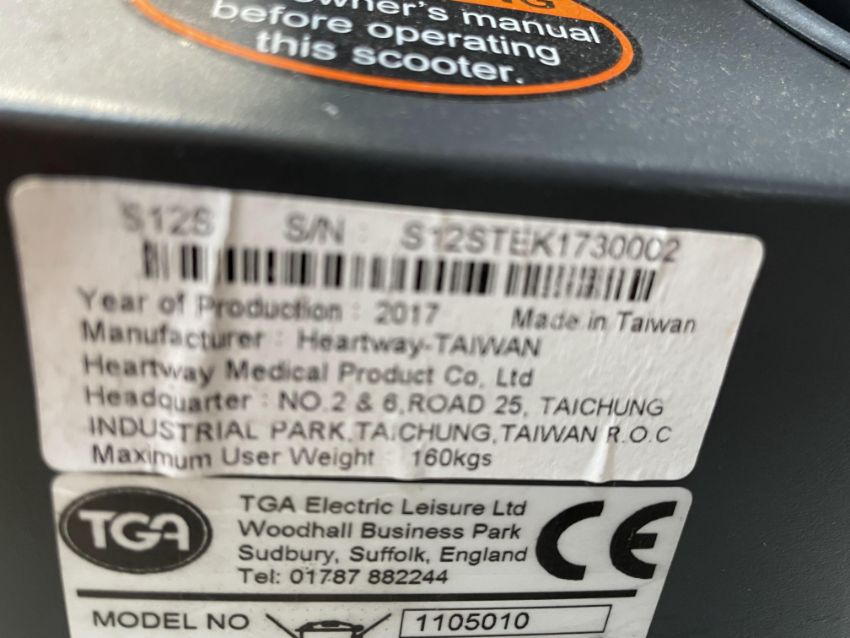 NG
owner's manual
before operating
this scooter.
S12S S/N : S12STEK1730002
Year of Production : 2017 Made in Taiwan
Manufacturer : Heartway-TAIWAN
Heartway Medical Product Co, Ltd
Headquarter : NO.2 & 6,ROAD 25, TAICHUNG
INDUSTRIAL PARK,TAICHUNG,TAIWAN R.O.C
Maximum User Weight : 160kgs
TGA
TGA Electric Leisure Ltd
Woodhall Business Park
Sudbury, Suffolk, England
Tel: 01787 882244
CE
MODEL NO 1105010